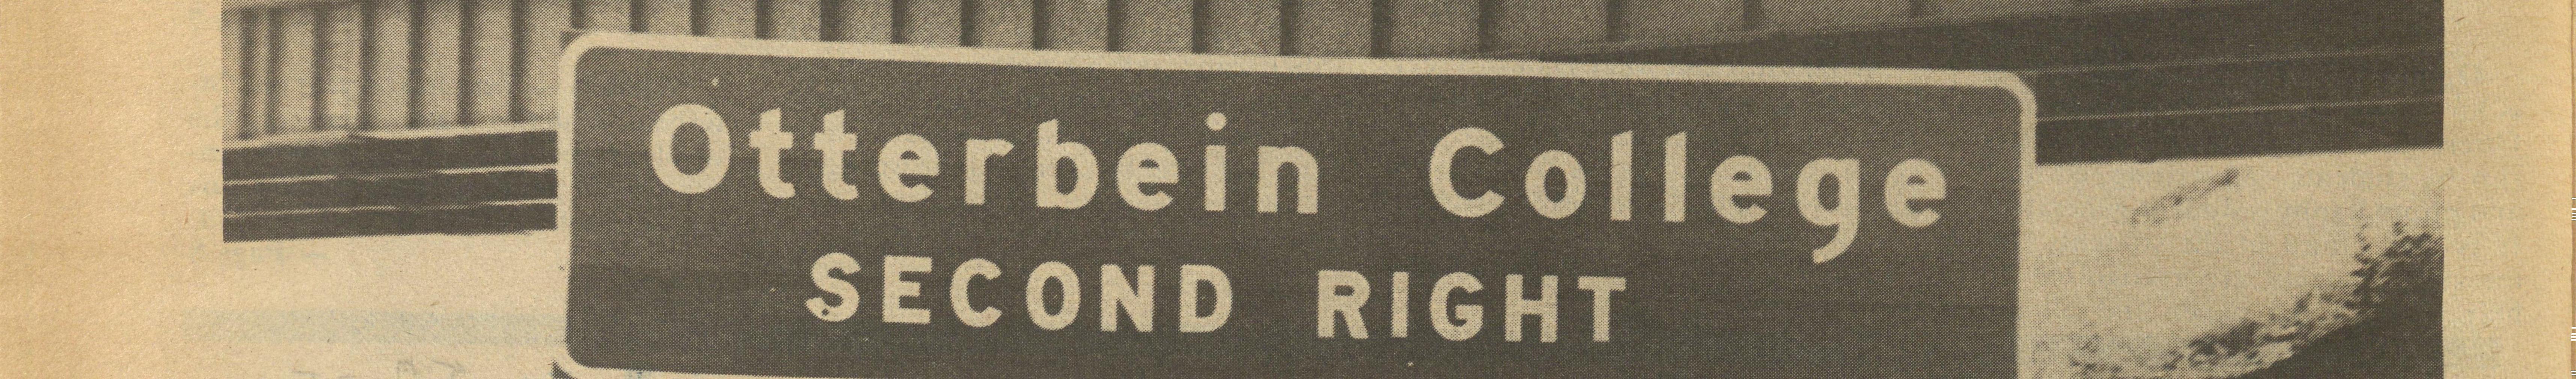 Otterbein College
SECOND RIGHT